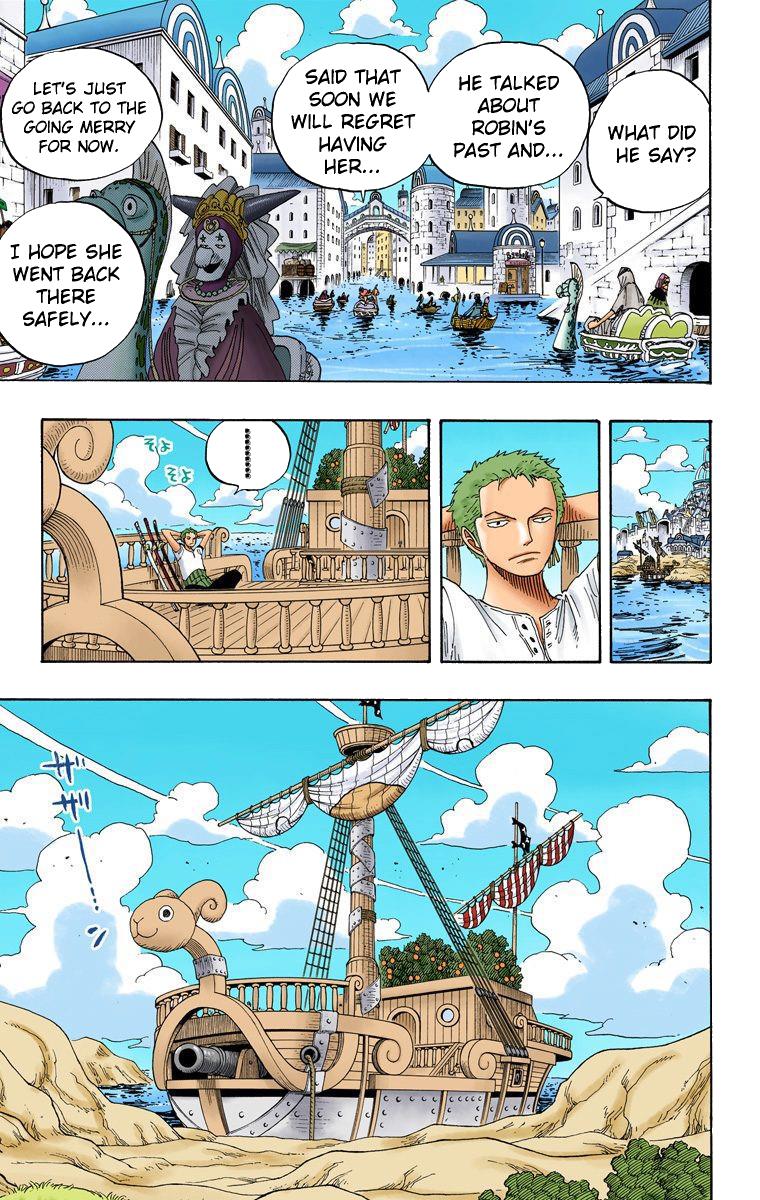 WHAT DID
HE SAY?
HE TALKED
ABOUT
ROBIN'S
PAST AND...
SAID THAT
SOON WE
WILL REGRET
HAVING
HER...
LET'S JUST
GO BACK TO THE
GOING MERRY
FOR NOW.
I HOPE SHE
WENT BACK
THERE
SAFELY...
そよ
そよ
ザザ…ン